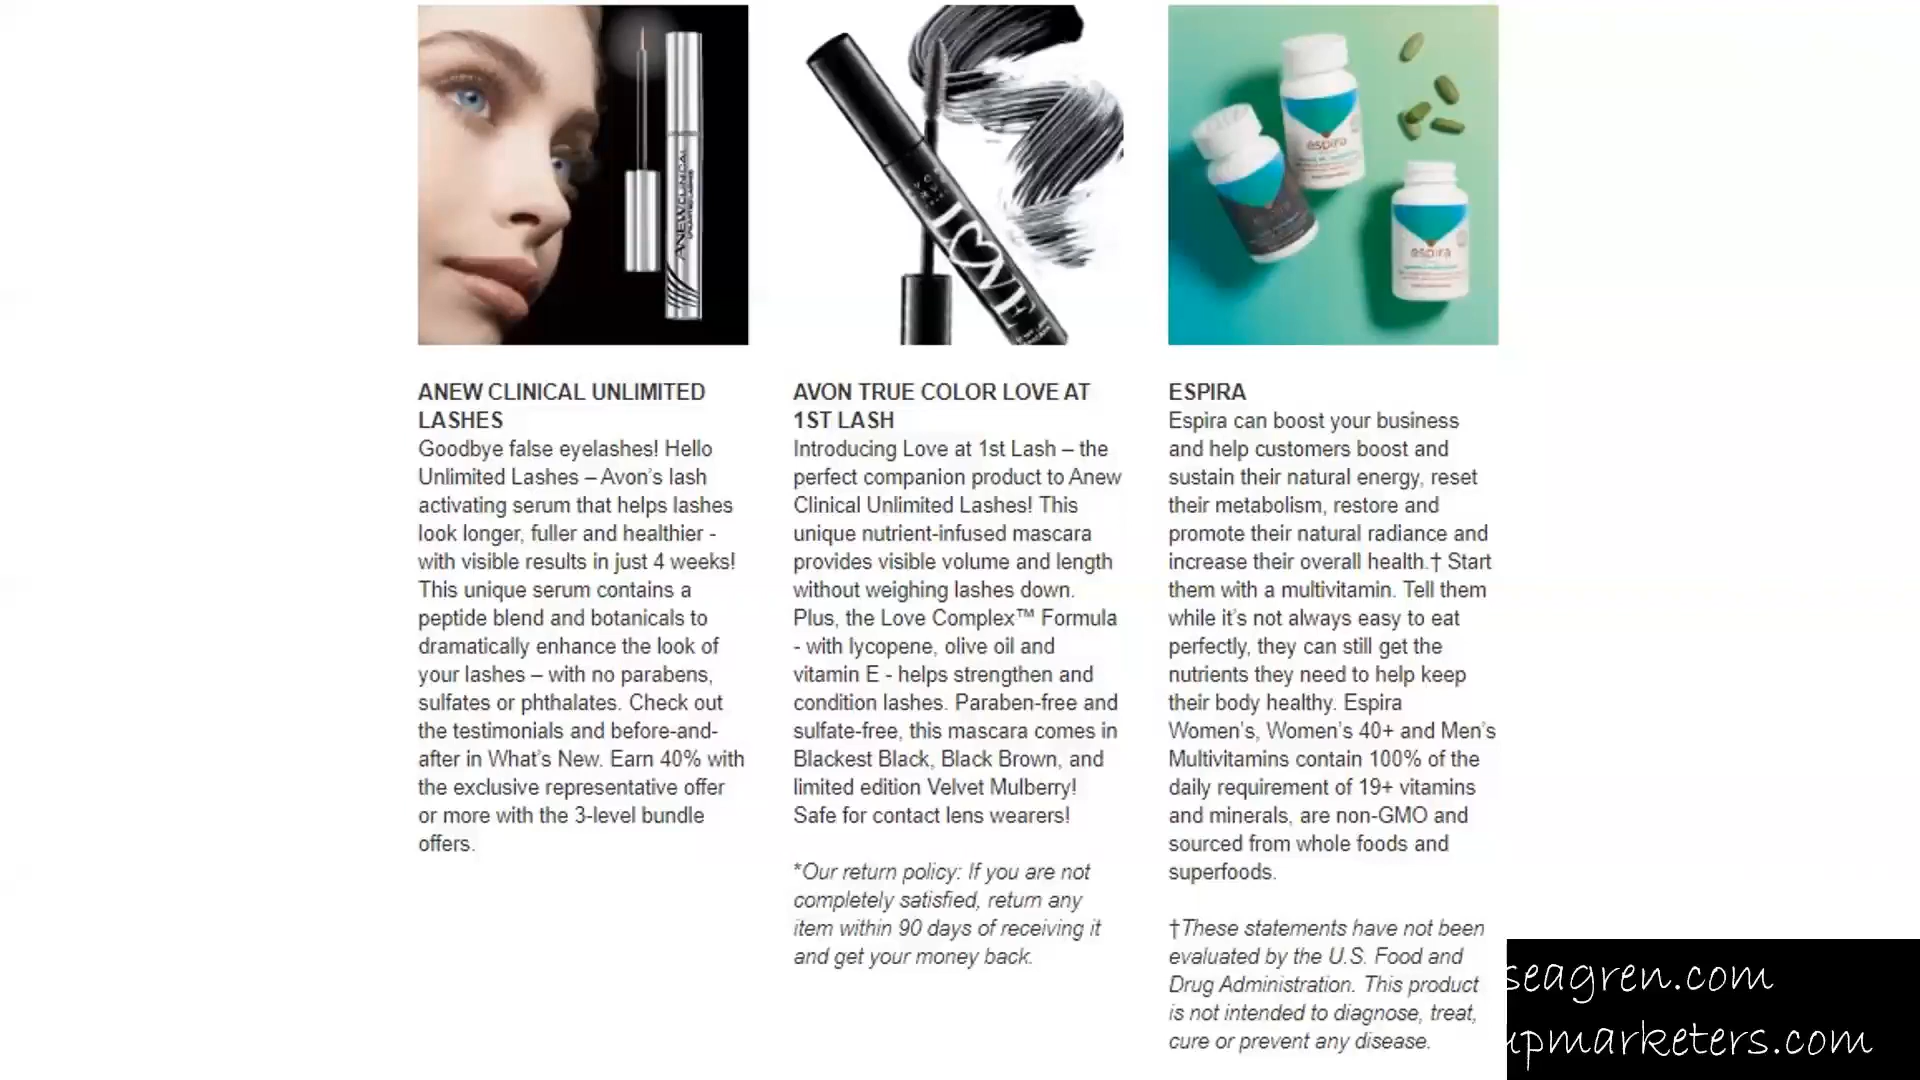 ANEW CLINICAL
LOVE
espira
espira
ANEW CLINICAL UNLIMITED
LASHES
Goodbye false eyelashes! Hello
Unlimited Lashes – Avon's lash
activating serum that helps lashes
look longer, fuller and healthier -
with visible results in just 4 weeks!
This unique serum contains a
peptide blend and botanicals to
dramatically enhance the look of
your lashes – with no parabens,
sulfates or phthalates. Check out
the testimonials and before-and-
after in What's New. Earn 40% with
the exclusive representative offer
or more with the 3-level bundle
offers.
AVON TRUE COLOR LOVE AT
1ST LASH
Introducing Love at 1st Lash – the
perfect companion product to Anew
Clinical Unlimited Lashes! This
unique nutrient-infused mascara
provides visible volume and length
without weighing lashes down.
Plus, the Love Complex™ Formula
- with lycopene, olive oil and
vitamin E - helps strengthen and
condition lashes. Paraben-free and
sulfate-free, this mascara comes in
Blackest Black, Black Brown, and
limited edition Velvet Mulberry!
Safe for contact lens wearers!
*Our return policy: If you are not
completely satisfied, return any
item within 90 days of receiving it
and get your money back.
ESPIRA
Espira can boost your business
and help customers boost and
sustain their natural energy, reset
their metabolism, restore and
promote their natural radiance and
increase their overall health.† Start
them with a multivitamin. Tell them
while it's not always easy to eat
perfectly, they can still get the
nutrients they need to help keep
their body healthy. Espira
Women's, Women's 40+ and Men's
Multivitamins contain 100% of the
daily requirement of 19+ vitamins
and minerals, are non-GMO and
sourced from whole foods and
superfoods.
†These statements have not been
evaluated by the U.S. Food and
Drug Administration. This product
is not intended to diagnose, treat,
cure or prevent any disease.
seagren.com
upmarketers.com